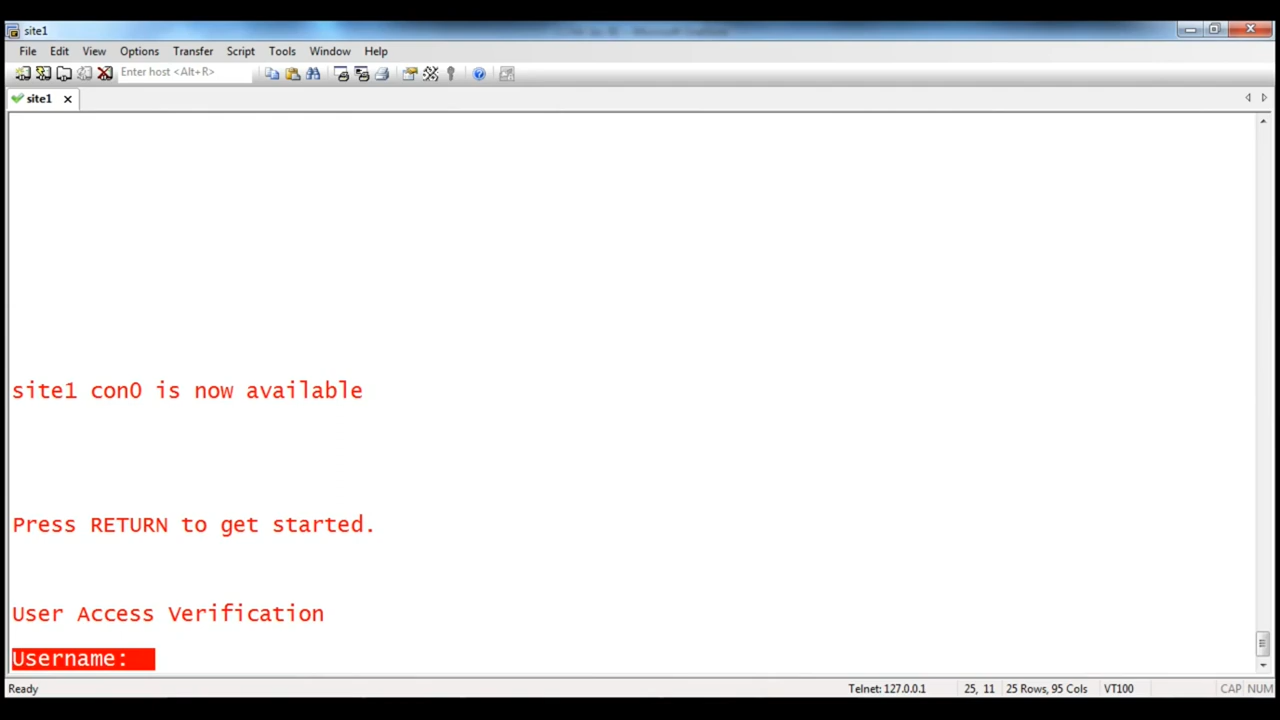 site1
File Edit View Options Transfer Script Tools Window Help
Enter host <Alt+R>
site1
site1 con0 is now available
Press RETURN to get started.
User Access Verification
Username:
Ready Telnet: 127.0.0.1 25, 11 25 Rows, 95 Cols VT100 CAP NUM